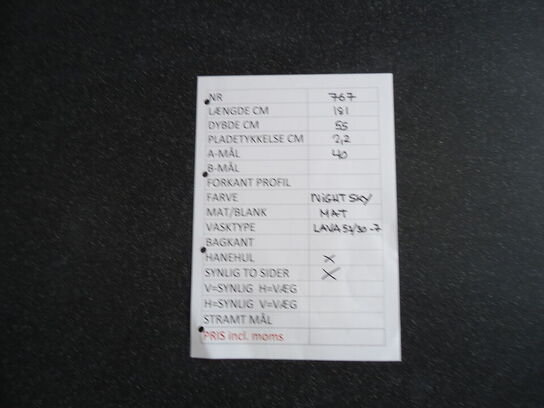 NR 767
LÆNGDE CM 191
DYBDE CM 55
PLADETYKKELSE CM 2,2
A-MÅL 40
B-MÅL
FORKANT PROFIL
FARVE NIGHT SKY
MAT/BLANK MAT
VASKTYPE LAVA 57/30-7
BAGKANT
HANEHUL X
SYNLIG TO SIDER X
V=SYNLIG H=VÆG
H=SYNLIG V=VÆG
STRAMT MÅL
PRIS incl. moms